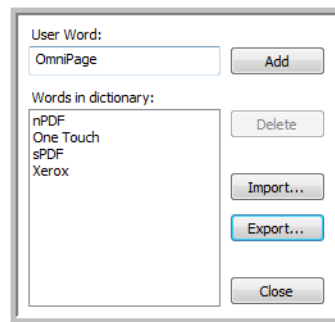 User Word:
OmniPage
Add
Words in dictionary:
nPDF
One Touch
sPDF
Xerox
Delete
Import...
Export...
Close